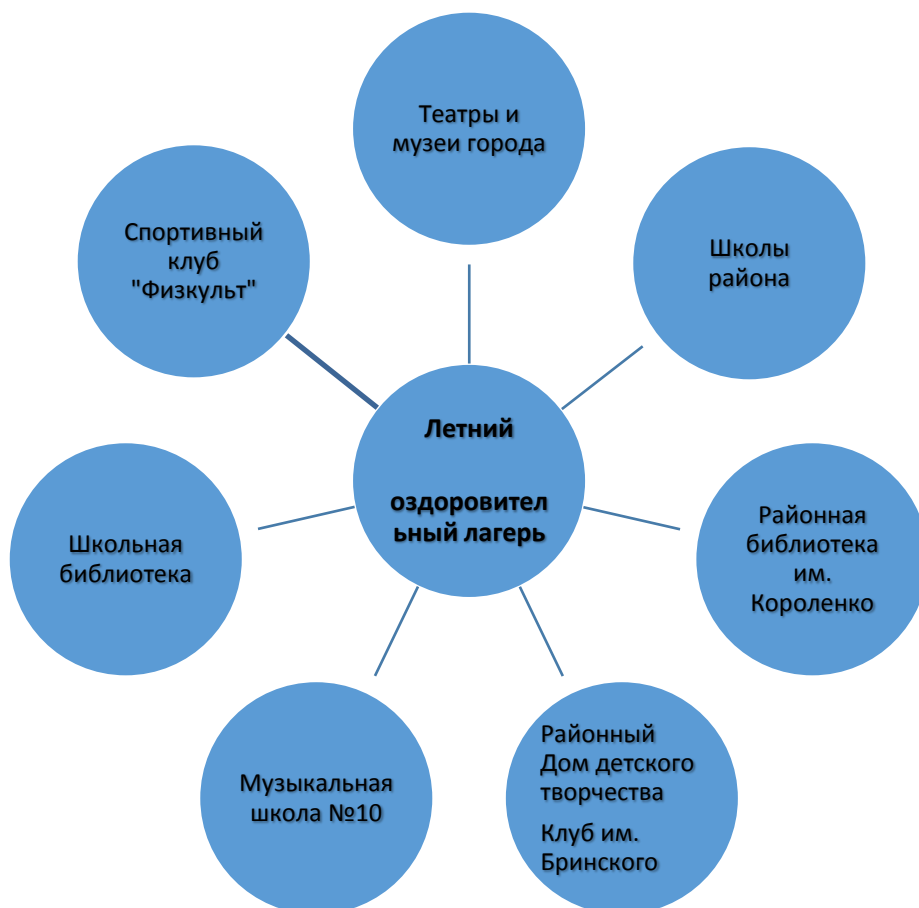 Театры и
музеи города
Спортивный
клуб
"Физкульт"
Школы
района
Летний
оздоровител
ьный лагерь
Школьная
библиотека
Районная
библиотека
им.
Короленко
Музыкальная
школа №10
Районный
Дом детского
творчества
Клуб им.
Бринского